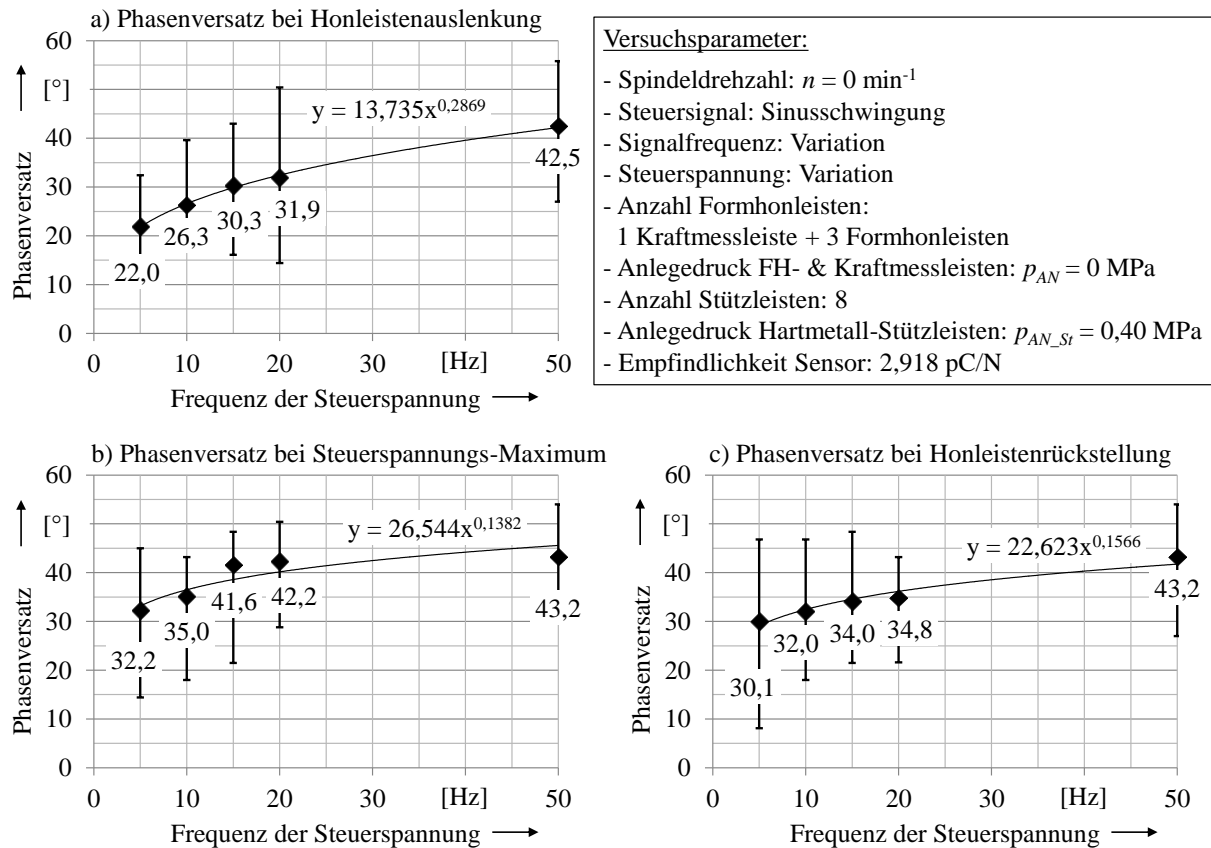 a) Phasenversatz bei Honleistenauslenkung
60
[°]
50
40
30
20
10
0
Phasenversatz
y = 13,735x^0,2869
22,0
26,3
30,3
31,9
42,5
0
10
20
30
[Hz]
50
Frequenz der Steuerspannung
Versuchsparameter:
- Spindeldrehzahl: n = 0 min^-1
- Steuersignal: Sinusschwingung
- Signalfrequenz: Variation
- Steuerspannung: Variation
- Anzahl Formhonleisten:
1 Kraftmessleiste + 3 Formhonleisten
- Anlegedruck FH- & Kraftmessleisten: p_AN = 0 MPa
- Anzahl Stützleisten: 8
- Anlegedruck Hartmetall-Stützleisten: p_AN_St = 0,40 MPa
- Empfindlichkeit Sensor: 2,918 pC/N
b) Phasenversatz bei Steuerspannungs-Maximum
60
[°]
50
40
30
20
10
0
Phasenversatz
y = 26,544x^0,1382
32,2
35,0
41,6
42,2
43,2
0
10
20
30
[Hz]
50
Frequenz der Steuerspannung
c) Phasenversatz bei Honleistenrückstellung
60
[°]
50
40
30
20
10
0
Phasenversatz
y = 22,623x^0,1566
30,1
32,0
34,0
34,8
43,2
0
10
20
30
[Hz]
50
Frequenz der Steuerspannung